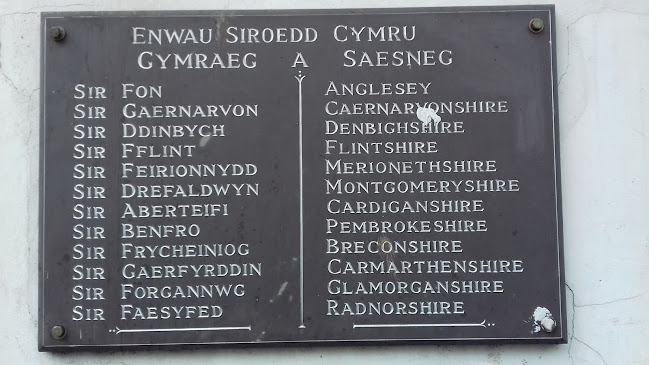 Enwau Siroedd Cymru
Gymraeg a Saesneg
Sir Fon Anglesey
Sir Gaernarvon Caernarvonshire
Sir Ddinbych Denbighshire
Sir Fflint Flintshire
Sir Feirionnydd Merionethshire
Sir Drefaldwyn Montgomeryshire
Sir Aberteifi Cardiganshire
Sir Benfro Pembrokeshire
Sir Frycheiniog Breconshire
Sir Gaerfyrddin Carmarthenshire
Sir Forgannwg Glamorganshire
Sir Faesyfed Radnorshire